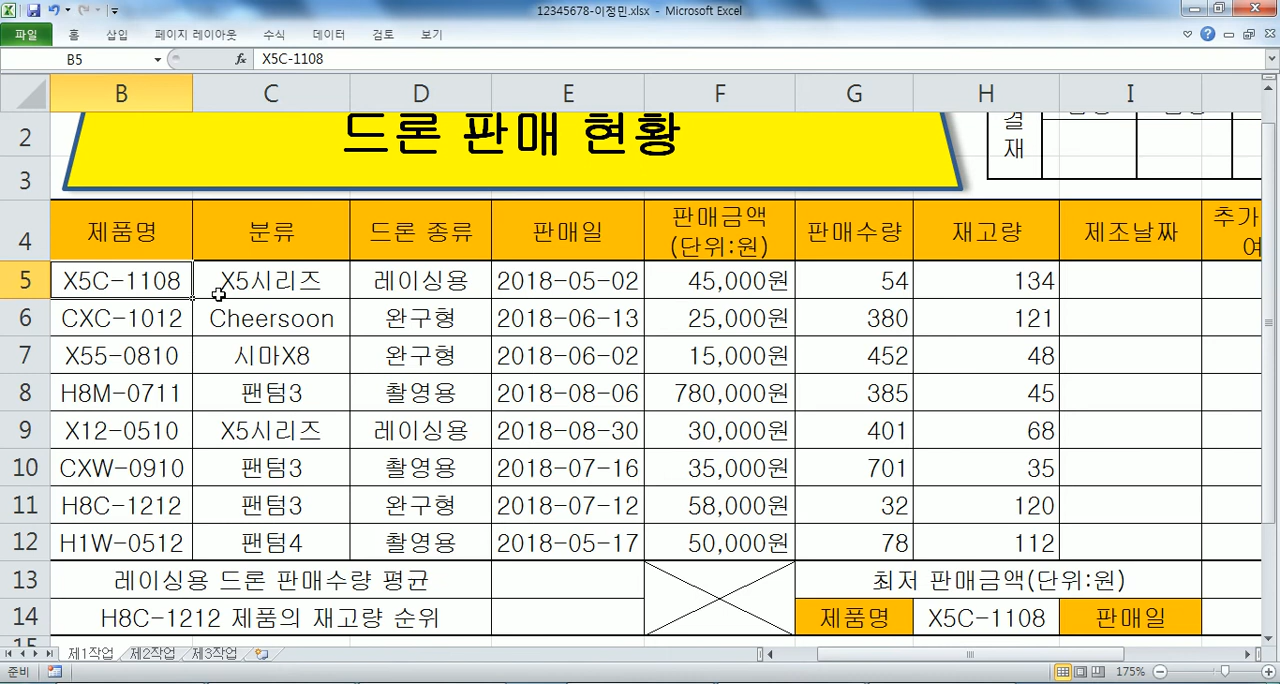 12345678-이정민.xlsx - Microsoft Excel
파일 홈 삽입 페이지 레이아웃 수식 데이터 검토 보기
B5 fx X5C-1108
B C D E F G H I
2 드론 판매 현황 결
재
3
4 제품명 분류 드론 종류 판매일 판매금액 (단위:원) 판매수량 재고량 제조날짜 추가
5 X5C-1108 X5시리즈 레이싱용 2018-05-02 45,000원 54 134
6 CXC-1012 Cheersoon 완구형 2018-06-13 25,000원 380 121
7 X55-0810 시마X8 완구형 2018-06-02 15,000원 452 48
8 H8M-0711 팬텀3 촬영용 2018-08-06 780,000원 385 45
9 X12-0510 X5시리즈 레이싱용 2018-08-30 30,000원 401 68
10 CXW-0910 팬텀3 촬영용 2018-07-16 35,000원 701 35
11 H8C-1212 팬텀3 완구형 2018-07-12 58,000원 32 120
12 H1W-0512 팬텀4 촬영용 2018-05-17 50,000원 78 112
13 레이싱용 드론 판매수량 평균 최저 판매금액(단위:원)
14 H8C-1212 제품의 재고량 순위 제품명 X5C-1108 판매일
15
제1작업 제2작업 제3작업
준비 175%